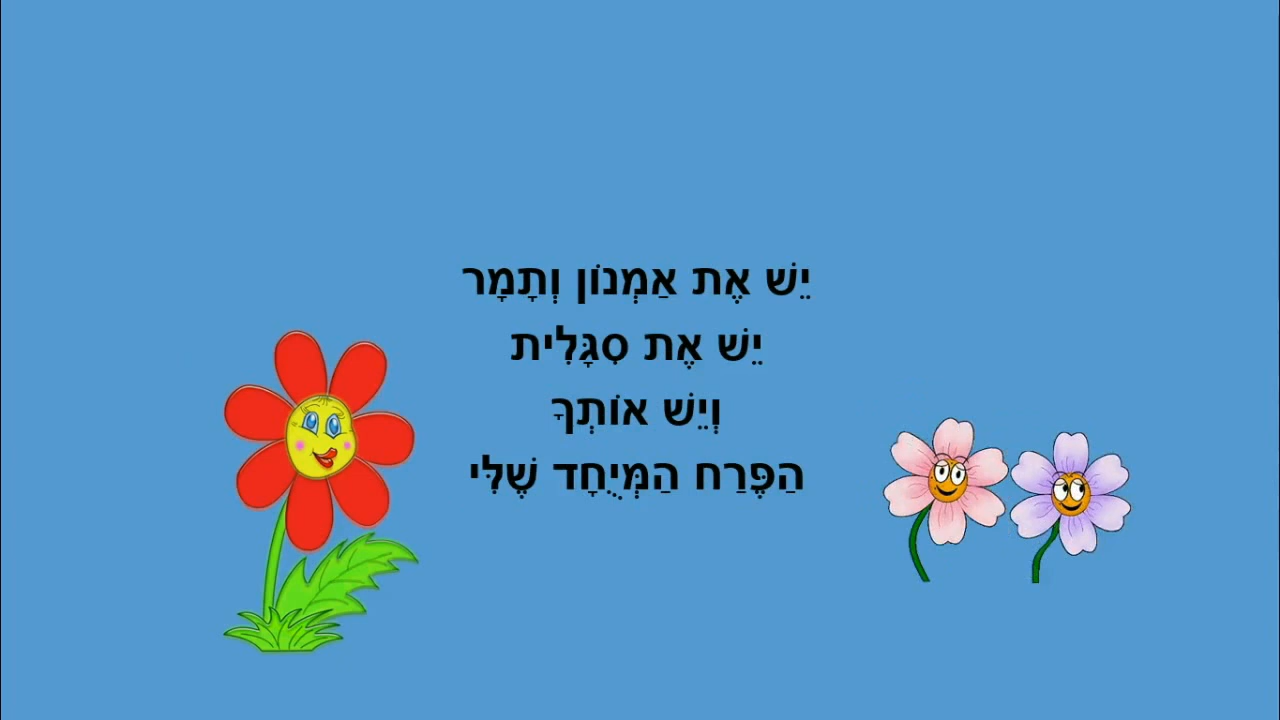 יֵשׁ אֶת אַמְנוֹן וְתָמָר
יֵשׁ אֶת סִגָּלִית
וְיֵשׁ אוֹתְךָ
הַפֶּרַח הַמְּיֻחָד שֶׁלִּי